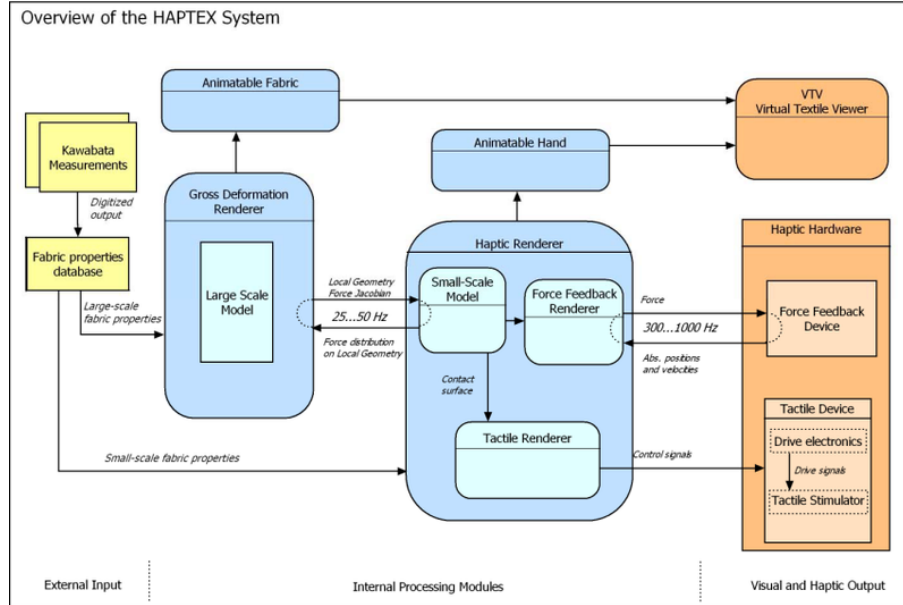 Overview of the HAPTEX System
Animatable Fabric
VTV
Virtual Textile Viewer
Kawabata
Measurements
Animatable Hand
Digitized
output
Gross Deformation
Renderer
Fabric properties
database
Haptic Renderer
Haptic Hardware
Large-scale
fabric properties
Large Scale
Model
Local Geometry
Force Jacobian
25...50 Hz
Force distribution
on Local Geometry
Small-Scale
Model
Force Feedback
Renderer
Force
300...1000 Hz
Abs. positions
and velocities
Force Feedback
Device
Contact
surface
Tactile Renderer
Small-scale fabric properties
Control signals
Tactile Device
Drive electronics
Drive signals
Tactile Stimulator
External Input
Internal Processing Modules
Visual and Haptic Output